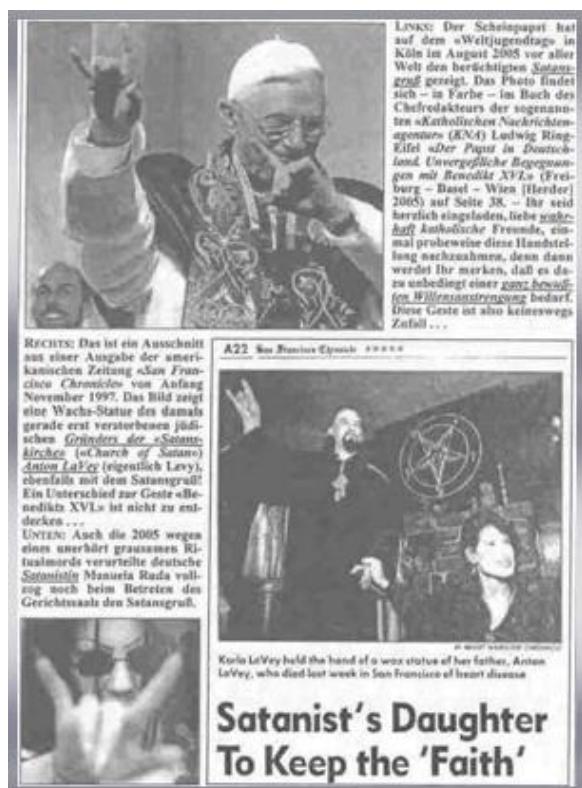 LINKS: Der Scheinpapst hat
auf dem «Weltjugendtag» in
Köln im August 2005 vor aller
Welt den berüchtigten Satans-
gruß gezeigt. Das Photo findet
sich – in Farbe – im Buch des
Chefredakteurs der sogenann-
ten «Katholischen Nachrichten-
agentur» (KNA) Ludwig Ring-
Eifel «Der Papst in Deutsch-
land. Unvergeßliche Begegnun-
gen mit Benedikt XVI.» (Frei-
burg – Basel – Wien [Herder]
2005) auf Seite 38. – Ihr seid
herzlich eingeladen, liebe wahr-
haft katholische Freunde, ein-
mal probeweise diese Handstel-
lung nachzuahmen, denn dann
werdet Ihr merken, daß es da-
zu unbedingt einer ganz bewuß-
ten Willensanstrengung bedarf.
Diese Geste ist also keineswegs
Zufall . . .
RECHTS: Das ist ein Ausschnitt
aus einer Ausgabe der ameri-
kanischen Zeitung «San Fran-
cisco Chronicle» von Anfang
November 1997. Das Bild zeigt
eine Wachs-Statue des damals
gerade erst verstorbenen jüdi-
schen Gründers der «Satans-
kirche» («Church of Satan»)
Anton LaVey (eigentlich Levy),
ebenfalls mit dem Satansgruß!
Ein Unterschied zur Geste «Be-
nedikts XVI.» ist nicht zu ent-
decken . . .
UNTEN: Auch die 2005 wegen
eines unerhört grausamen Ri-
tualmords verurteilte deutsche
Satanistin Manuela Ruda voll-
zog noch beim Betreten des
Gerichtssaals den Satansgruß.
A22 San Francisco Chronicle *****
Karla LaVey held the hand of a wax statue of her father, Anton
LaVey, who died last week in San Francisco of heart disease
Satanist's Daughter
To Keep the 'Faith'